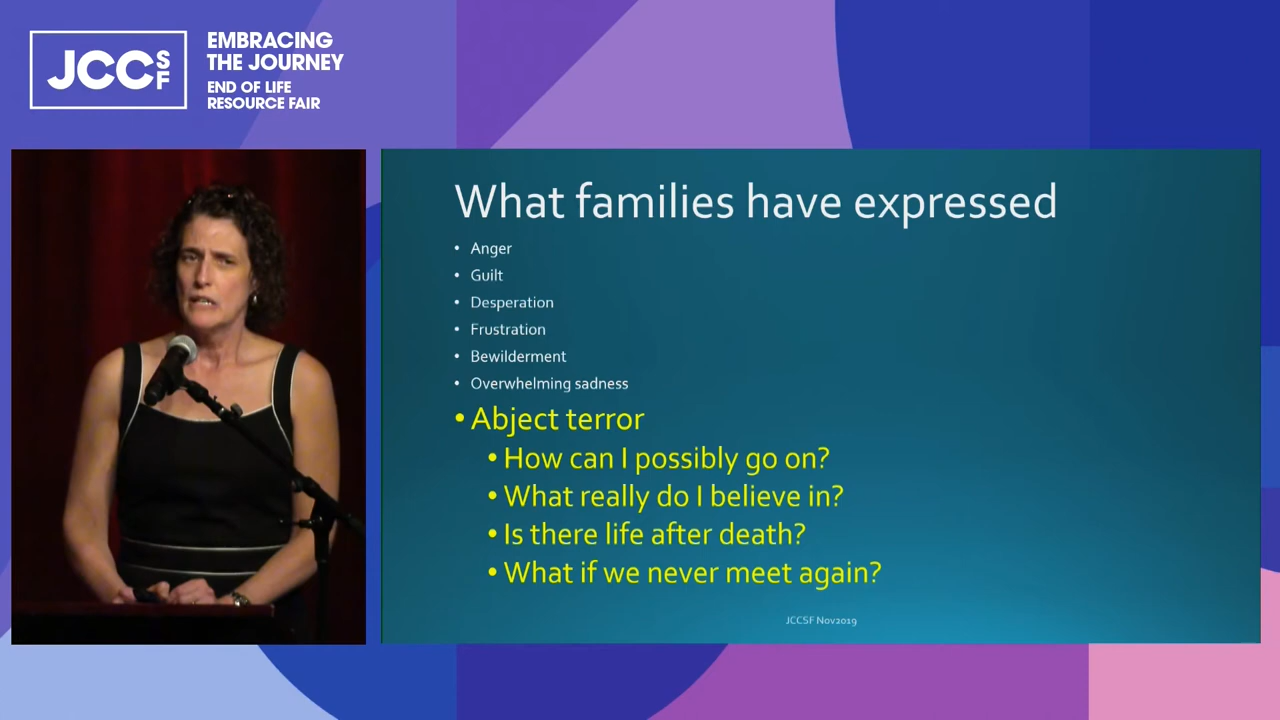 JCCSF
EMBRACING
THE JOURNEY
END OF LIFE
RESOURCE FAIR
What families have expressed
• Anger
• Guilt
• Desperation
• Frustration
• Bewilderment
• Overwhelming sadness
• Abject terror
• How can I possibly go on?
• What really do I believe in?
• Is there life after death?
• What if we never meet again?
JCCSF Nov2019